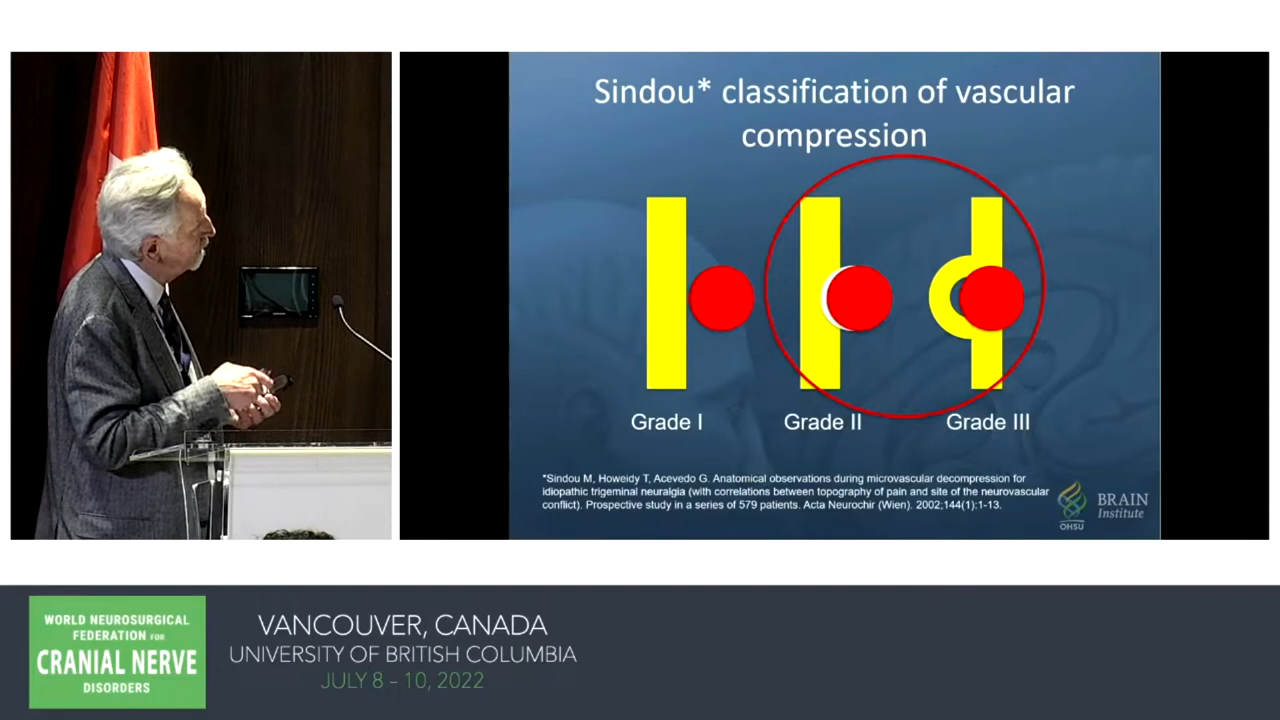 Sindou* classification of vascular
compression
Grade I
Grade II
Grade III
*Sindou M, Howeidy T, Acevedo G. Anatomical observations during microvascular decompression for
idiopathic trigeminal neuralgia (with correlations between topography of pain and site of the neurovascular
conflict). Prospective study in a series of 579 patients. Acta Neurochir (Wien). 2002;144(1):1-13.
OHSU
BRAIN
Institute
WORLD NEUROSURGICAL
FEDERATION FOR
CRANIAL NERVE
DISORDERS
VANCOUVER, CANADA
UNIVERSITY OF BRITISH COLUMBIA
JULY 8 – 10, 2022